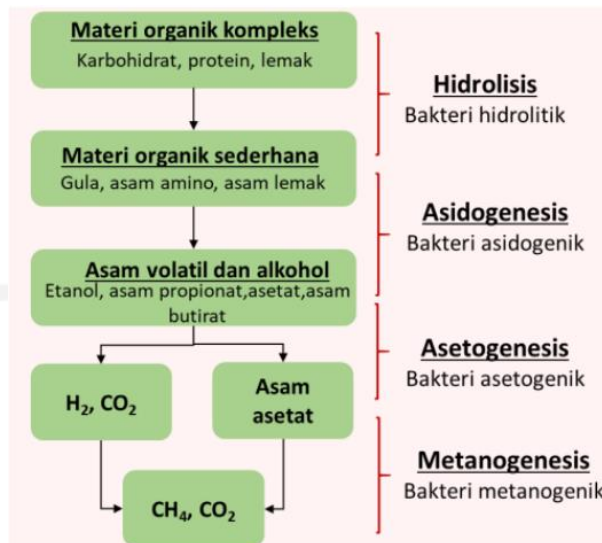 Materi organik kompleks
Karbohidrat, protein, lemak
Hidrolisis
Bakteri hidrolitik
Materi organik sederhana
Gula, asam amino, asam lemak
Asidogenesis
Bakteri asidogenik
Asam volatil dan alkohol
Etanol, asam propionat,asetat,asam
butirat
Asetogenesis
Bakteri asetogenik
H₂, CO₂
Asam
asetat
Metanogenesis
Bakteri metanogenik
CH₄, CO₂